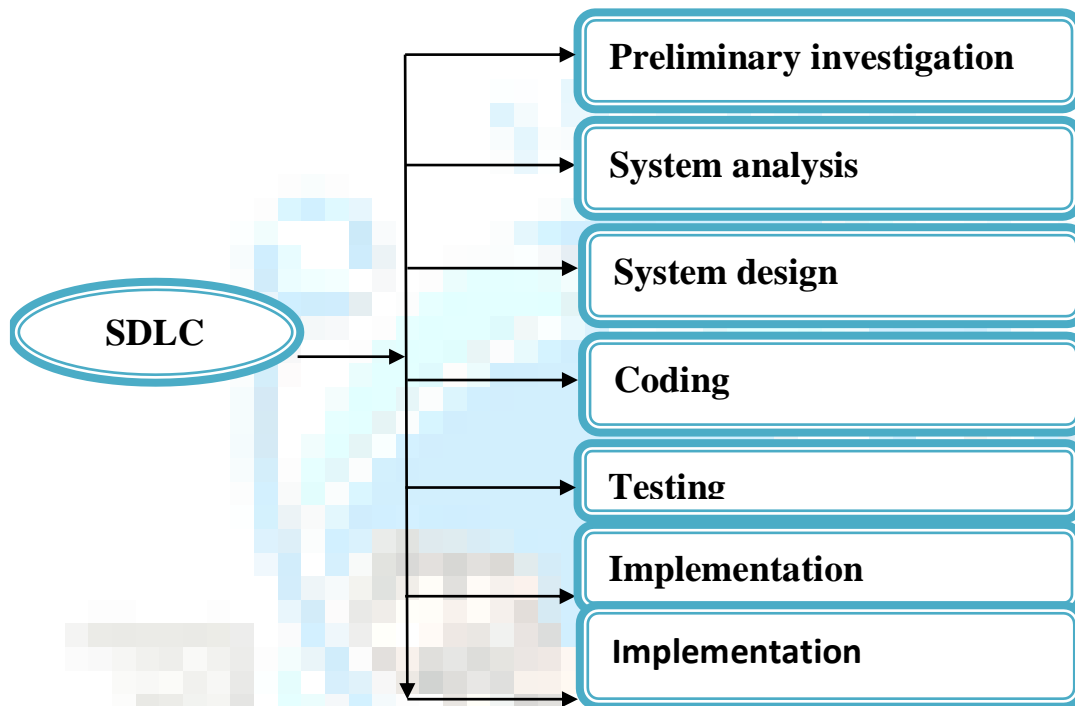 Preliminary investigation
System analysis
System design
SDLC
Coding
Testing
Implementation
Implementation